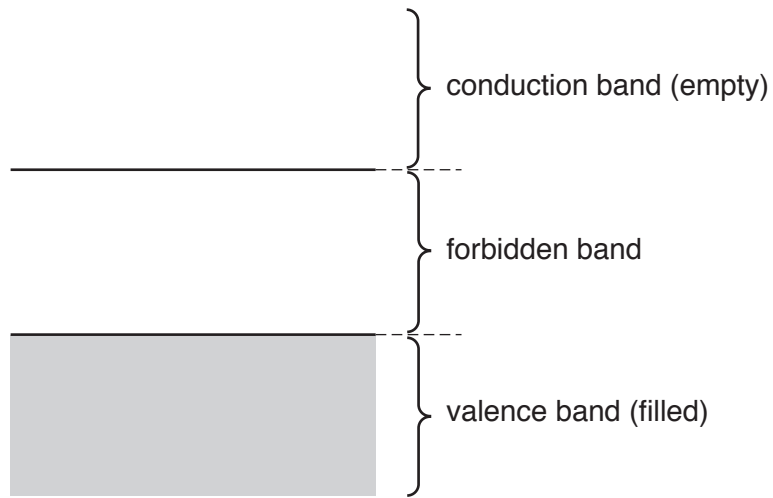 conduction band (empty)
forbidden band
valence band (filled)